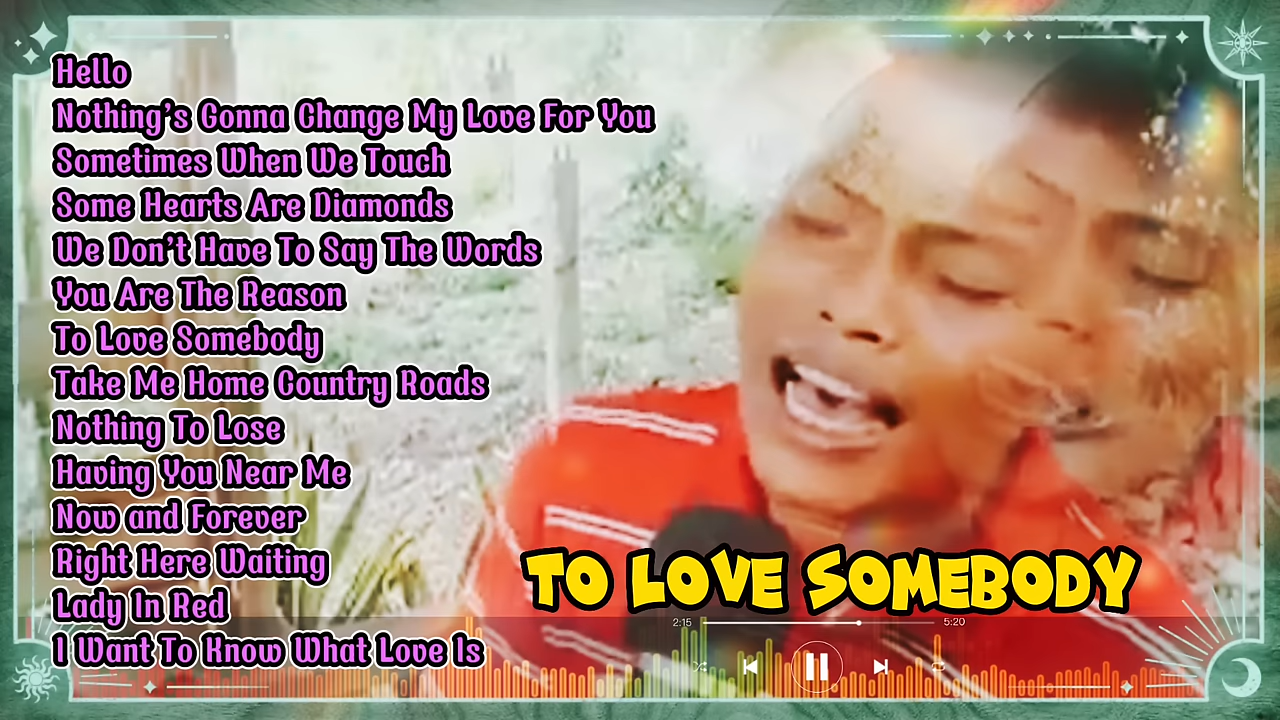 Hello
Nothing's Gonna Change My Love For You
Sometimes When We Touch
Some Hearts Are Diamonds
We Don't Have To Say The Words
You Are The Reason
To Love Somebody
Take Me Home Country Roads
Nothing To Lose
Having You Near Me
Now and Forever
Right Here Waiting
Lady In Red
I Want To Know What Love Is
TO LOVE SOMEBODY
2:15 5:20